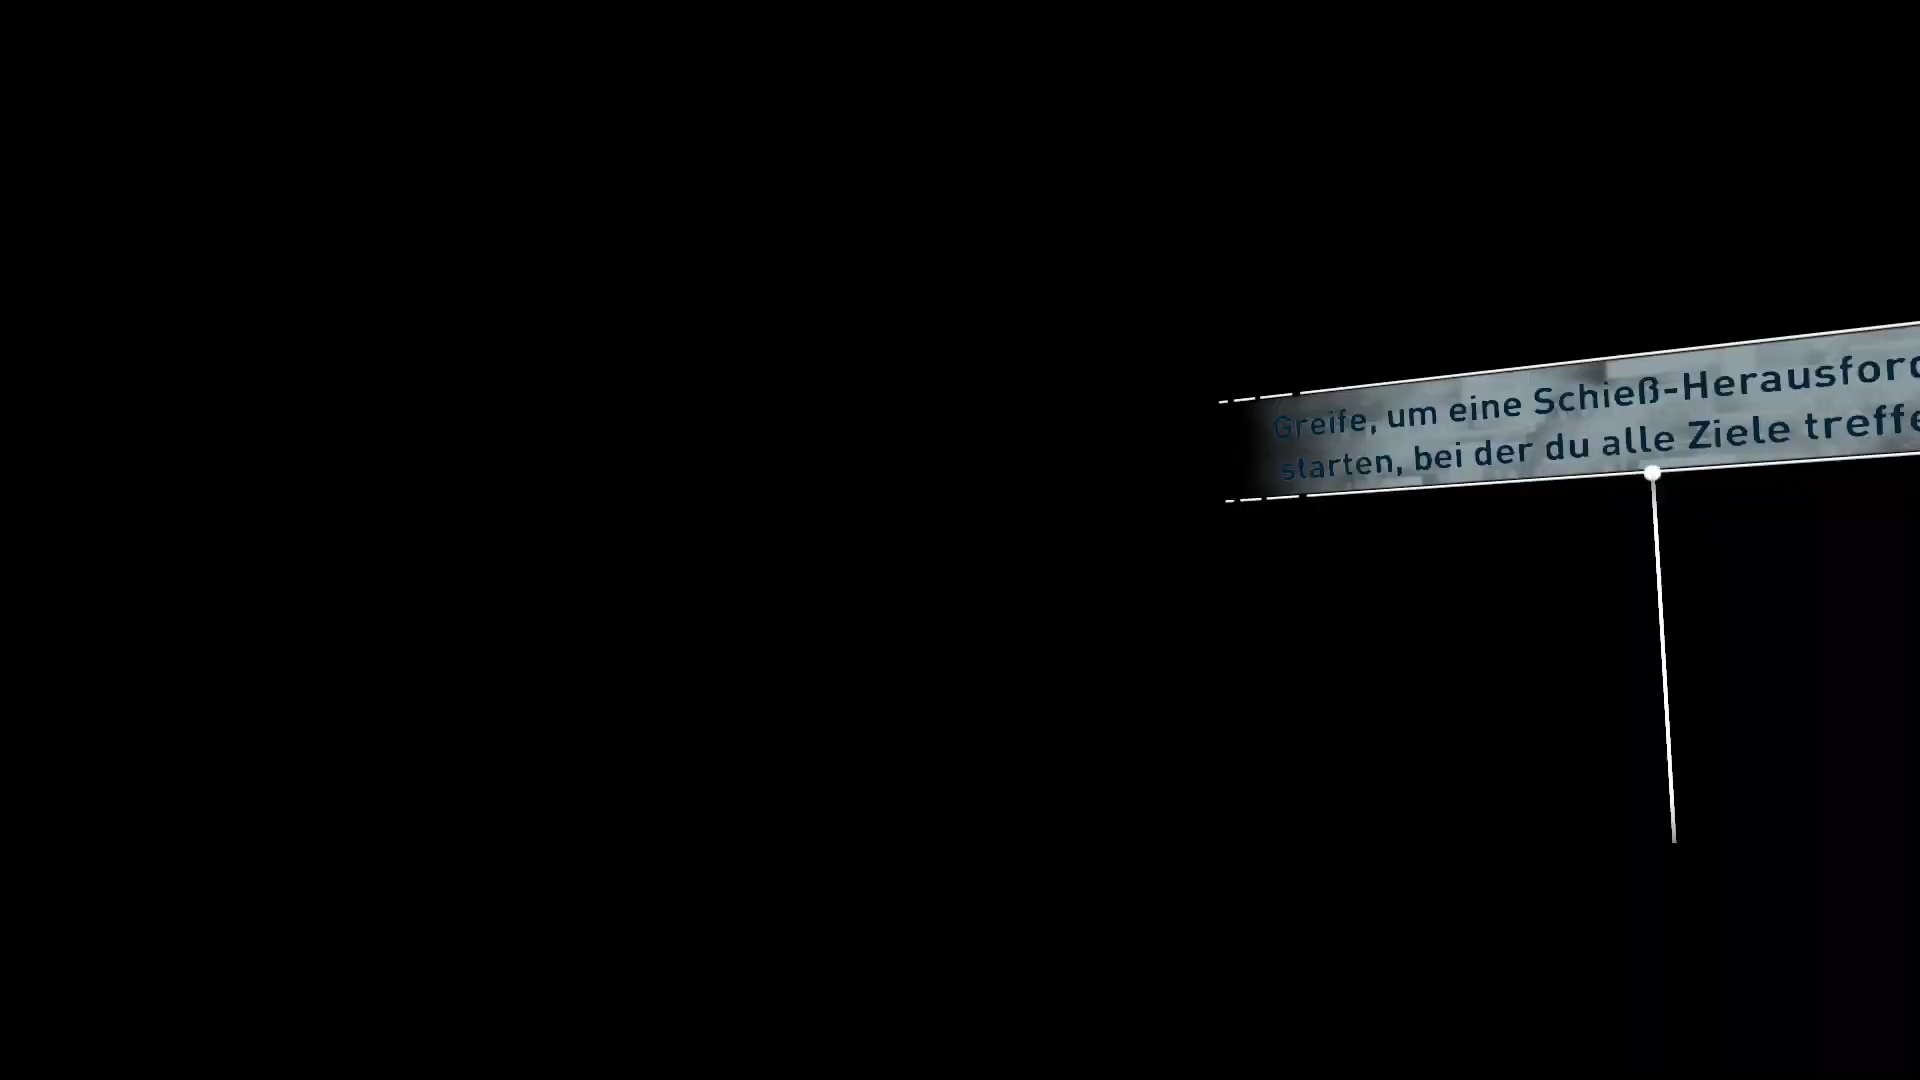 Greife, um eine Schieß-Herausford
starten, bei der du alle Ziele treffe